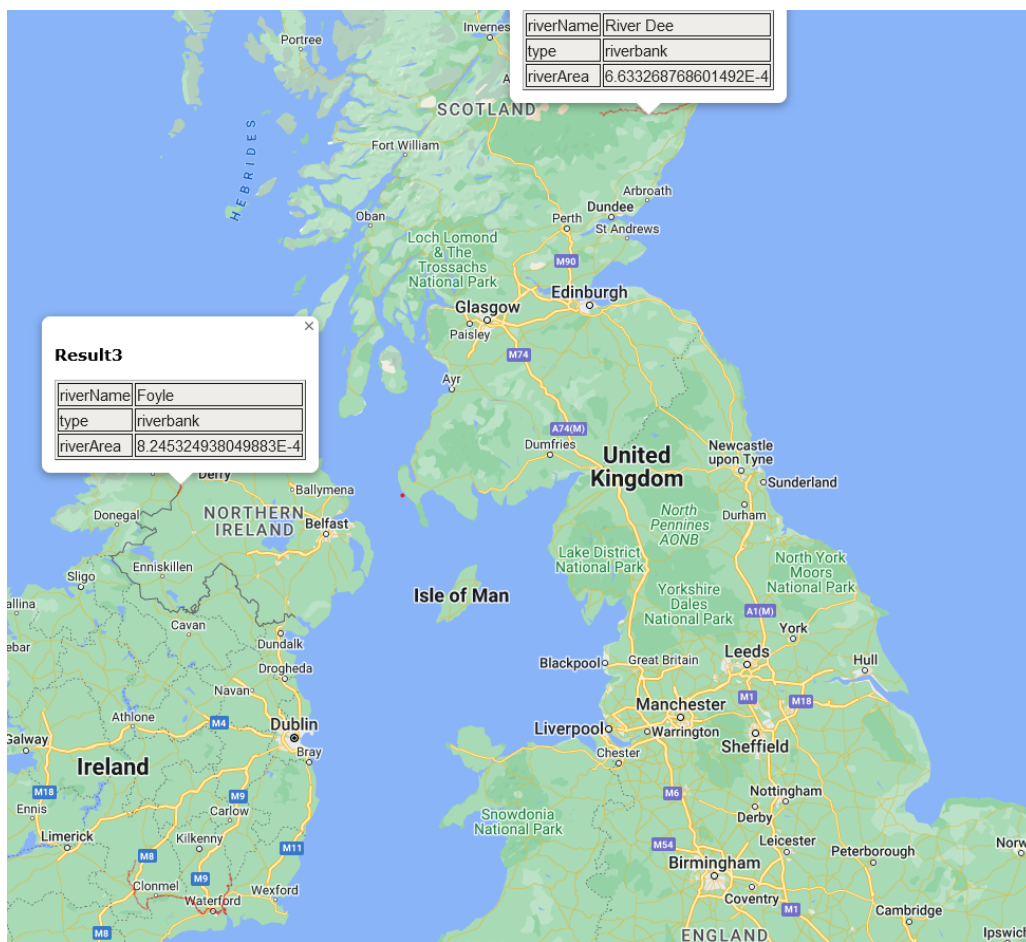 riverName River Dee
type riverbank
riverArea 6.633268768601492E-4
Portree
SCOTLAND
HEBRIDES
Fort William
Arbroath
Dundee
Oban
Perth
St Andrews
Loch Lomond
& The
Trossachs
National Park
M90
Edinburgh
Glasgow
Paisley
×
Result3
riverName Foyle
type riverbank
riverArea 8.245324938049883E-4
M74
Ayr
A74(M)
Dumfries
United
Kingdom
Newcastle
upon Tyne
Sunderland
Derry
Ballymena
Donegal
NORTHERN
IRELAND
Belfast
North
Pennines
AONB
Durham
Enniskillen
Sligo
Lake District
National Park
North York
Moors
National Park
Isle of Man
Yorkshire
Dales
National Park
A1(M)
Cavan
York
Dundalk
Leeds
Blackpool
Great Britain
Hull
Drogheda
Navan
M1
M18
Athlone
M4
Dublin
Manchester
Liverpool
Warrington
Sheffield
Galway
Bray
Chester
Ireland
M18
M9
M6
Nottingham
Ennis
Carlow
Snowdonia
National Park
Derby
Limerick
Kilkenny
M11
M54
Leicester
Peterborough
M8
Birmingham
Clonmel
M9
Wexford
Waterford
Coventry
M1
Cambridge
M8
ENGLAND